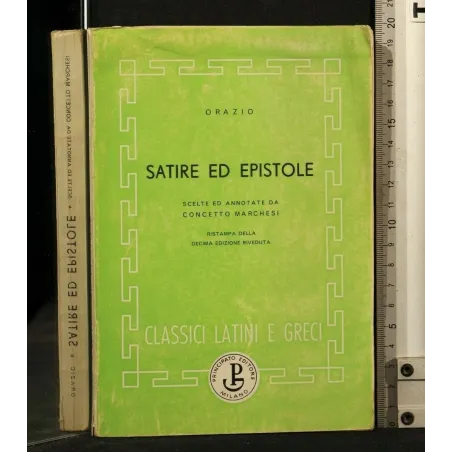 ORAZIO
SATIRE ED EPISTOLE
SCELTE ED ANNOTATE DA
CONCETTO MARCHESI
RISTAMPA DELLA
DECIMA EDIZIONE RIVEDUTA
CLASSICI LATINI E GRECI
PRINCIPATO EDITORE
MILANO
ORAZIO * SATIRE ED EPISTOLE * SCELTE ED ANNOTATE DA CONCETTO MARCHESI